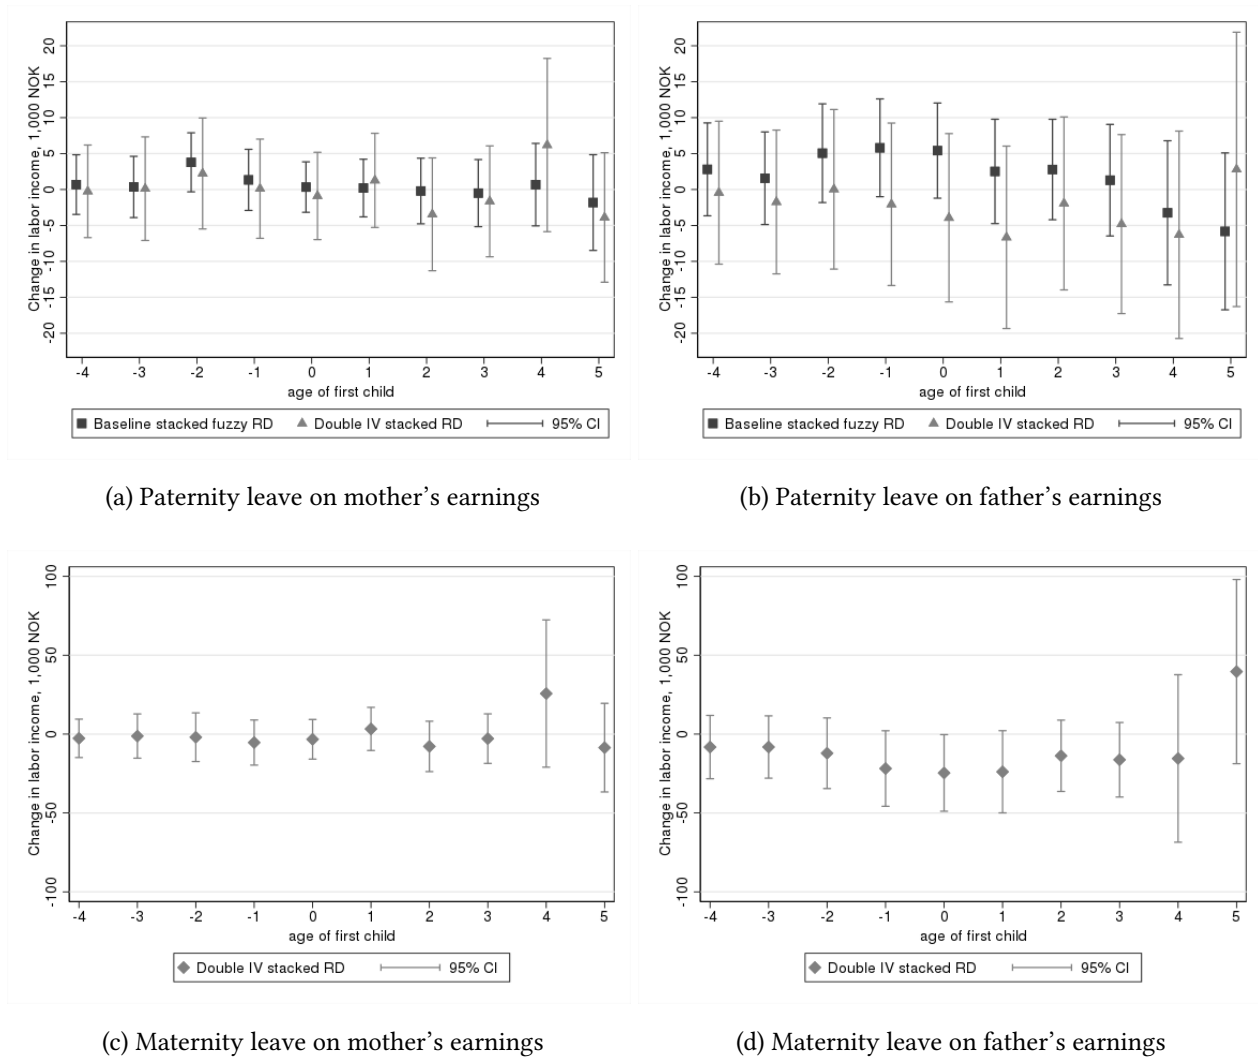 Change in labor income, 1,000 NOK
20
15
10
5
0
-5
-10
-15
-20
-4 -3 -2 -1 0 1 2 3 4 5
age of first child
Baseline stacked fuzzy RD Double IV stacked RD 95% CI
(a) Paternity leave on mother’s earnings
Change in labor income, 1,000 NOK
20
15
10
5
0
-5
-10
-15
-20
-4 -3 -2 -1 0 1 2 3 4 5
age of first child
Baseline stacked fuzzy RD Double IV stacked RD 95% CI
(b) Paternity leave on father’s earnings
Change in labor income, 1,000 NOK
100
50
0
-50
-100
-4 -3 -2 -1 0 1 2 3 4 5
age of first child
Double IV stacked RD 95% CI
(c) Maternity leave on mother’s earnings
Change in labor income, 1,000 NOK
100
50
0
-50
-100
-4 -3 -2 -1 0 1 2 3 4 5
age of first child
Double IV stacked RD 95% CI
(d) Maternity leave on father’s earnings